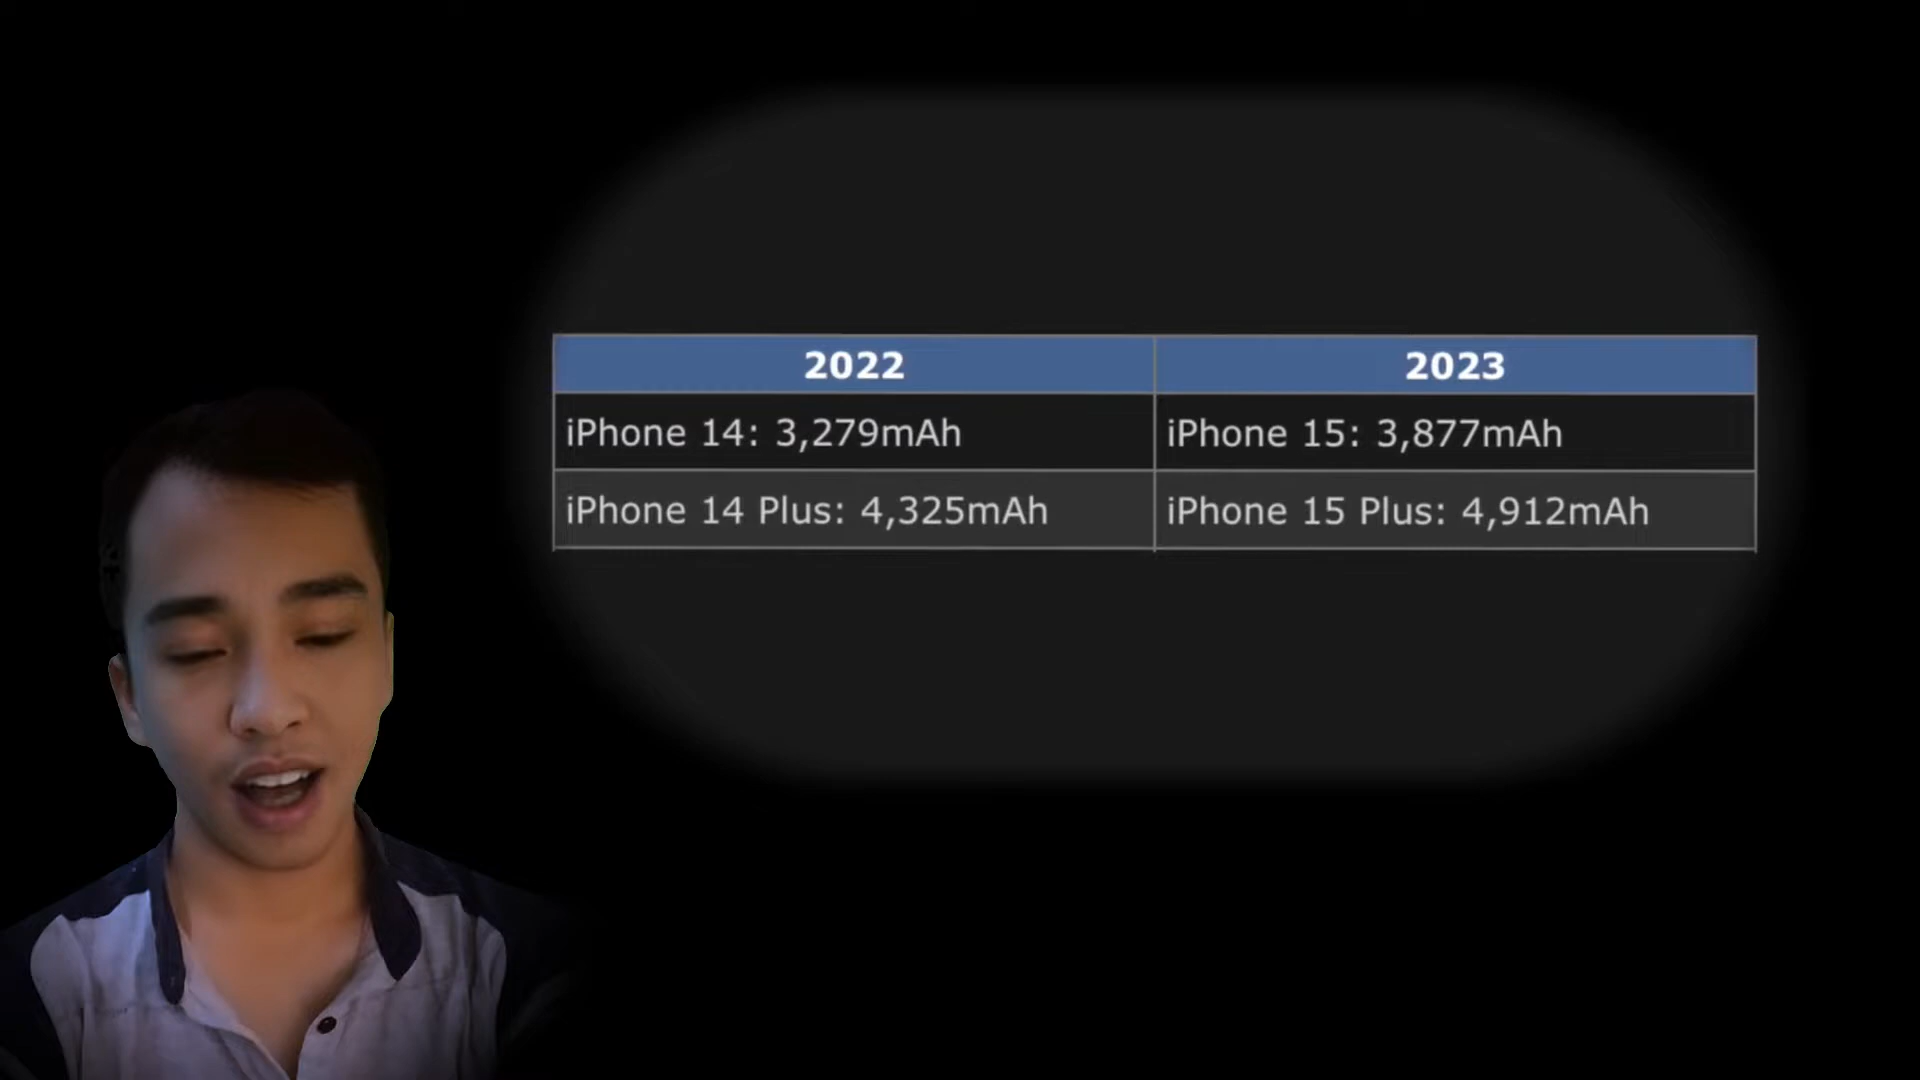 2022
2023
iPhone 14: 3,279mAh
iPhone 15: 3,877mAh
iPhone 14 Plus: 4,325mAh
iPhone 15 Plus: 4,912mAh